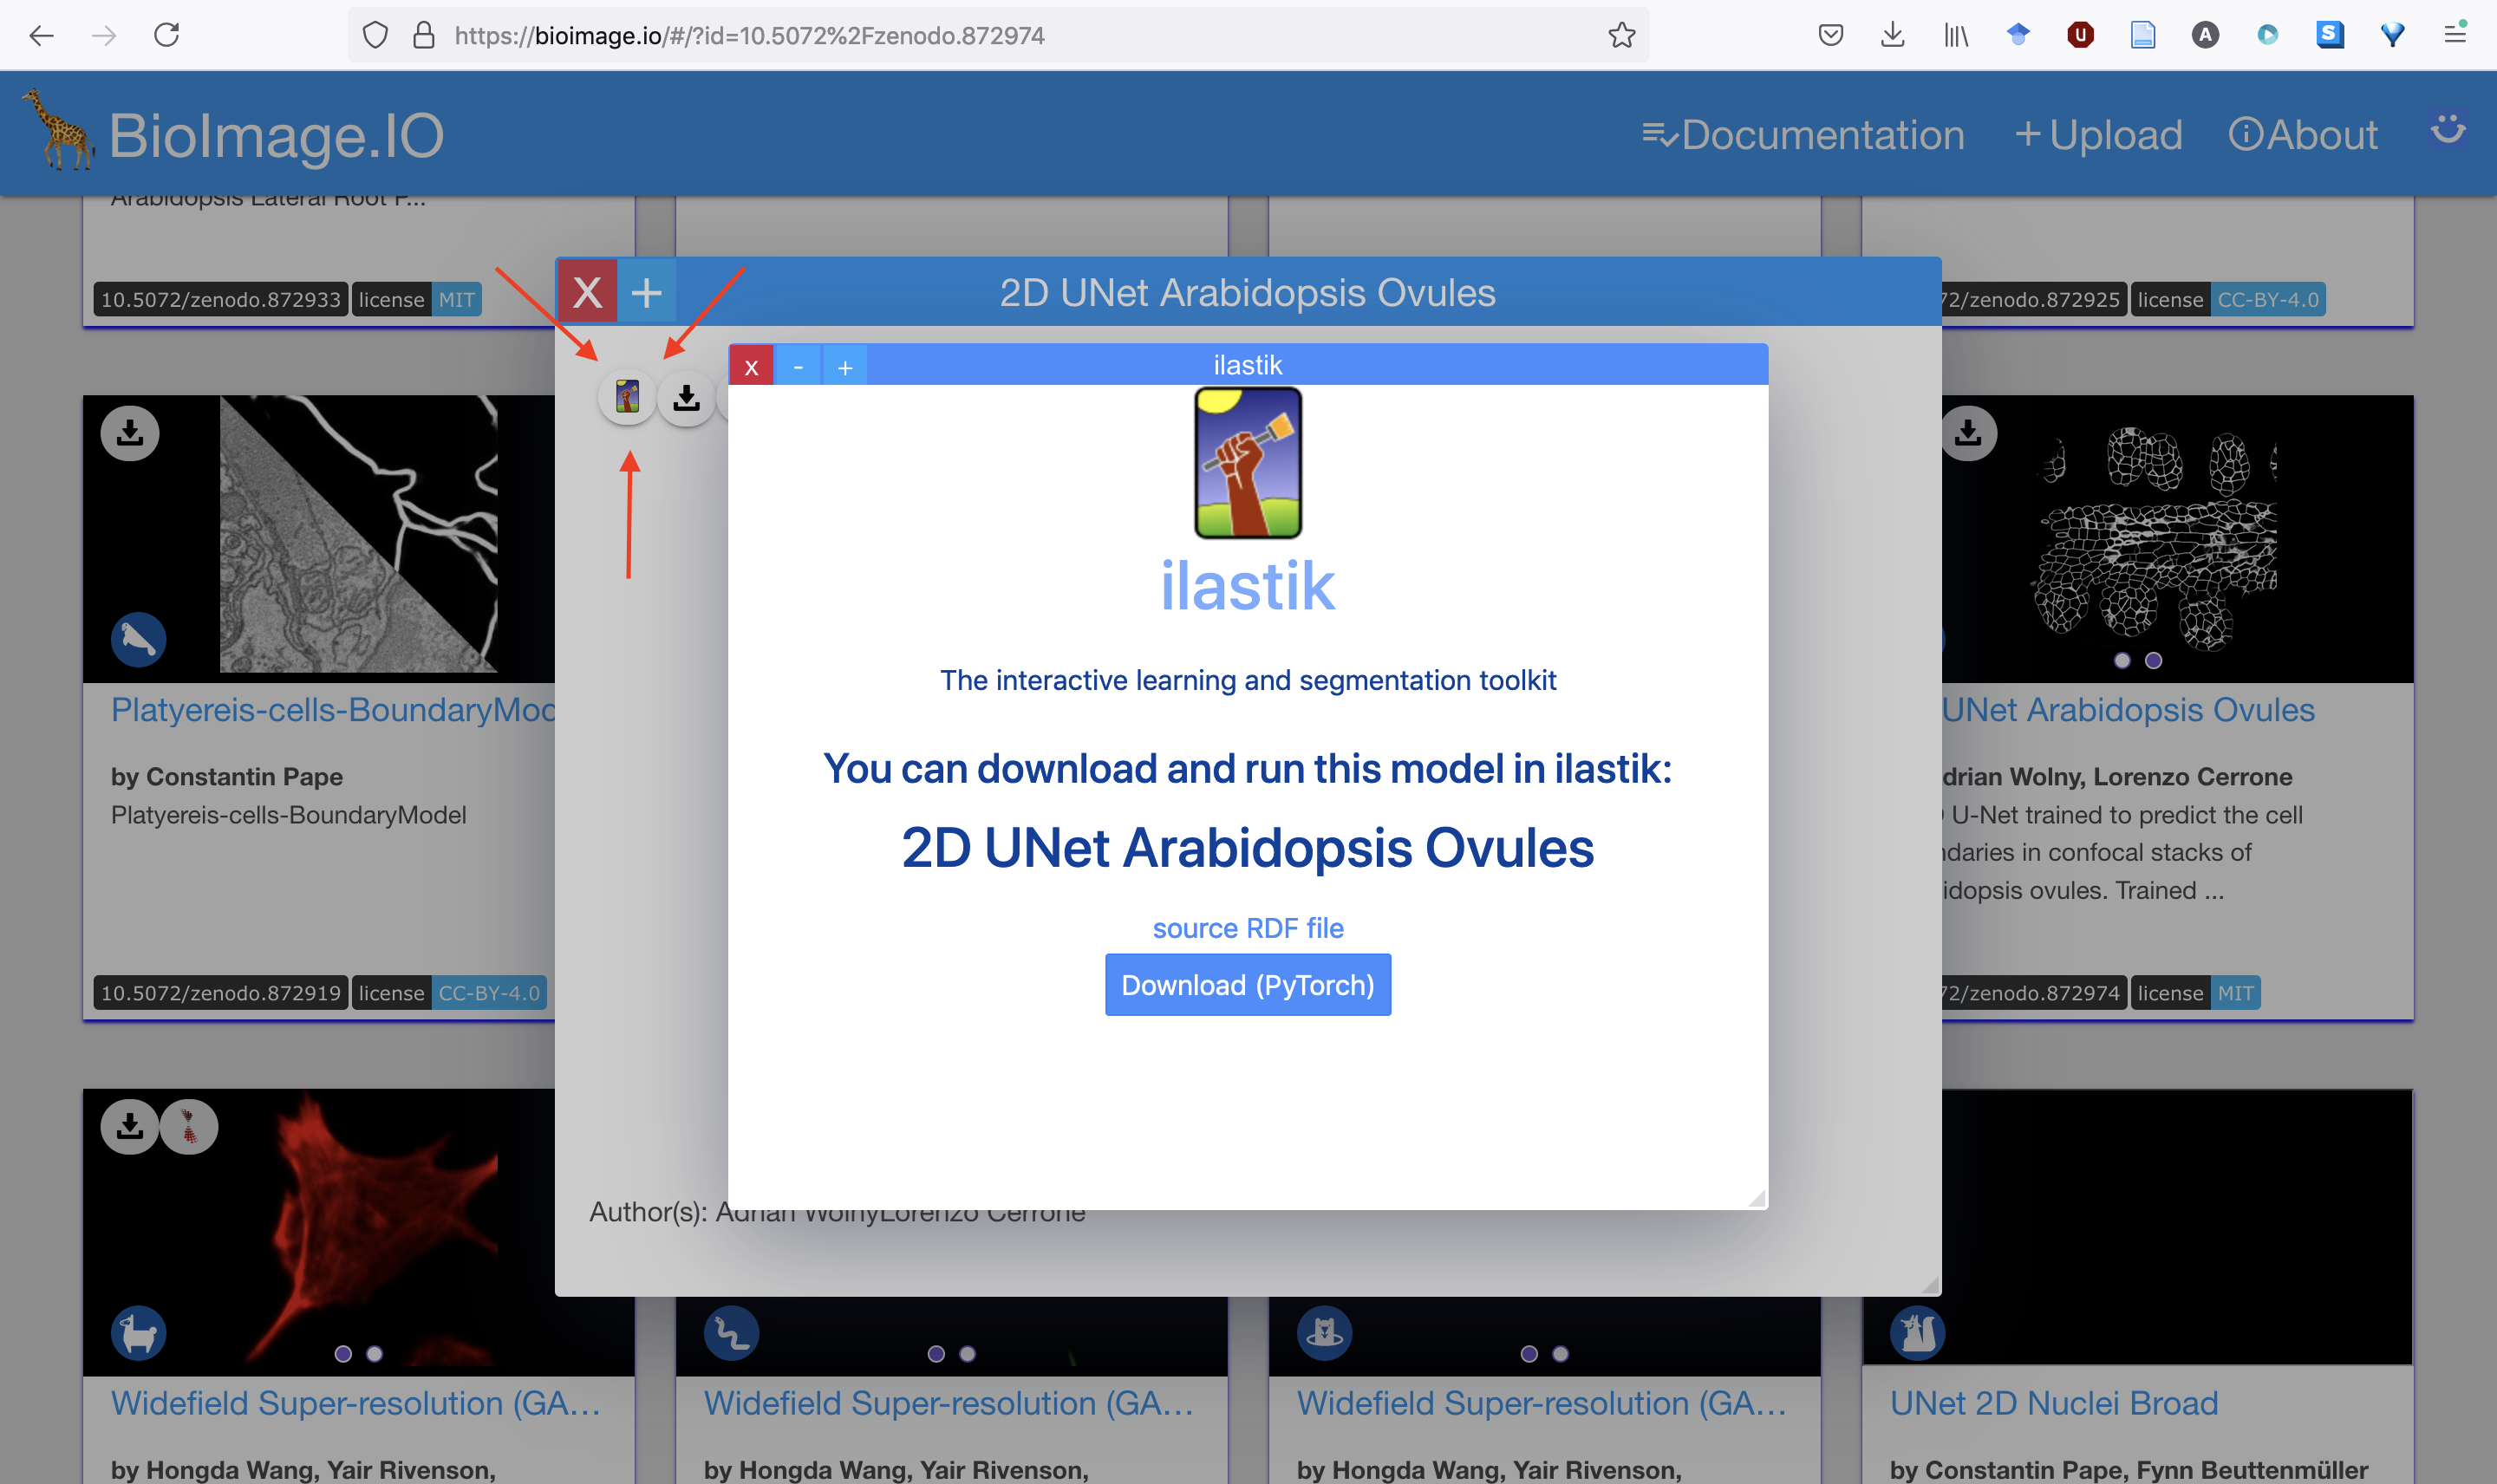 https://bioimage.io/#/?id=10.5072%2Fzenodo.872974
BioImage.IO
Documentation
+ Upload
About
Arabidopsis Lateral Root P...
10.5072/zenodo.872933 license MIT
72/zenodo.872925 license CC-BY-4.0
X + 2D UNet Arabidopsis Ovules
x - + ilastik
ilastik
The interactive learning and segmentation toolkit
You can download and run this model in ilastik:
2D UNet Arabidopsis Ovules
source RDF file
Download (PyTorch)
Author(s): Adrian WolnyLorenzo Cerrone
Platyereis-cells-BoundaryMod
by Constantin Pape
Platyereis-cells-BoundaryModel
10.5072/zenodo.872919 license CC-BY-4.0
UNet Arabidopsis Ovules
drian Wolny, Lorenzo Cerrone
U-Net trained to predict the cell
ndaries in confocal stacks of
idopsis ovules. Trained ...
72/zenodo.872974 license MIT
Widefield Super-resolution (GA...
by Hongda Wang, Yair Rivenson,
Widefield Super-resolution (GA...
by Hongda Wang, Yair Rivenson,
Widefield Super-resolution (GA...
by Hongda Wang, Yair Rivenson,
UNet 2D Nuclei Broad
by Constantin Pape, Fynn Beuttenmüller